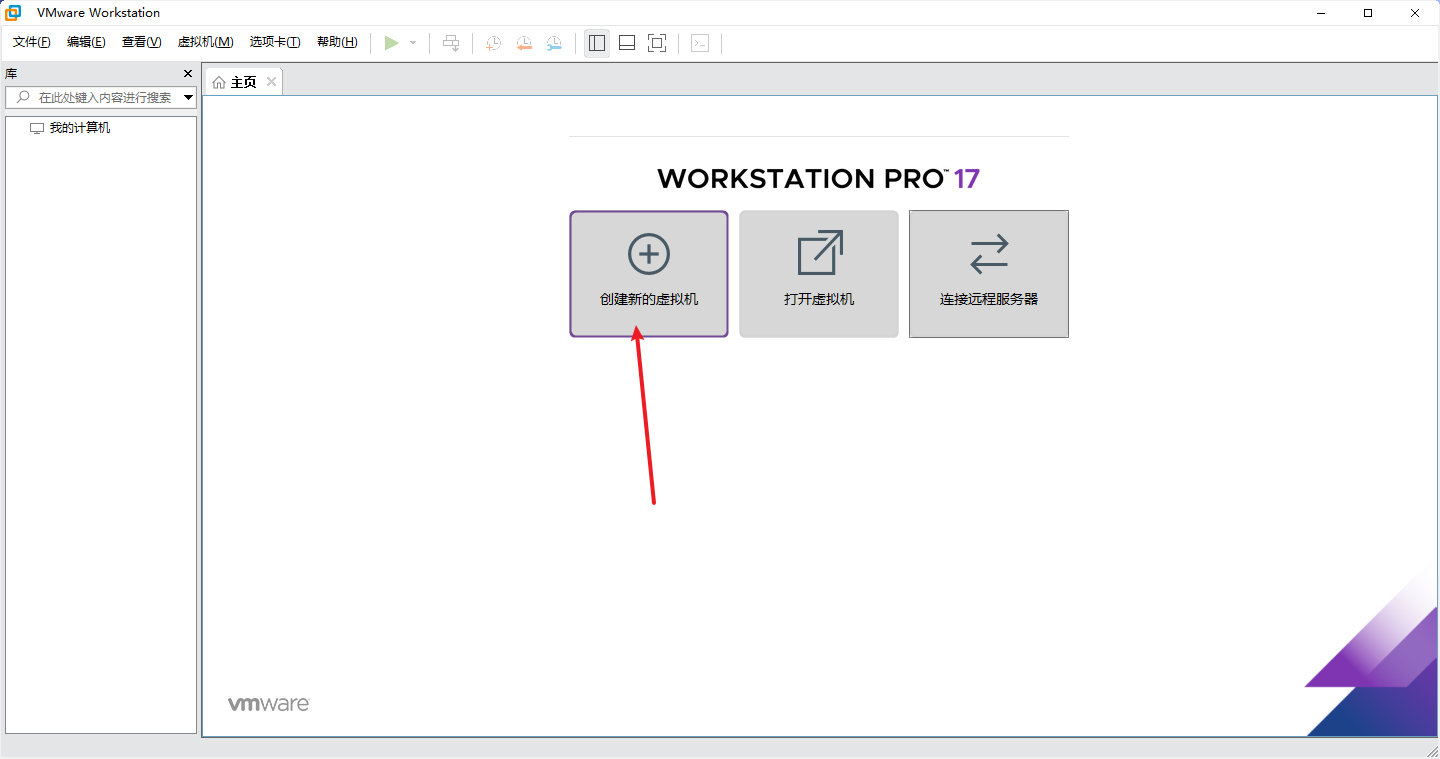 VMware Workstation
文件(F) 编辑(E) 查看(V) 虚拟机(M) 选项卡(T) 帮助(H)
库
在此处键入内容进行搜索
我的计算机
主页
WORKSTATION PRO™ 17
创建新的虚拟机
打开虚拟机
连接远程服务器
vmware